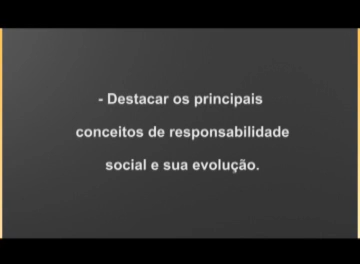 - Destacar os principais
conceitos de responsabilidade
social e sua evolução.